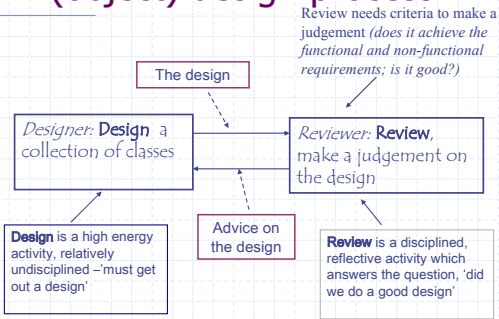 (object) design process
Review needs criteria to make a
judgement (does it achieve the
functional and non-functional
requirements; is it good?)
The design
Designer: Design a
collection of classes
Reviewer: Review,
make a judgement on
the design
Advice on
the design
Design is a high energy
activity, relatively
undisciplined –'must get
out a design'
Review is a disciplined,
reflective activity which
answers the question, 'did
we do a good design'